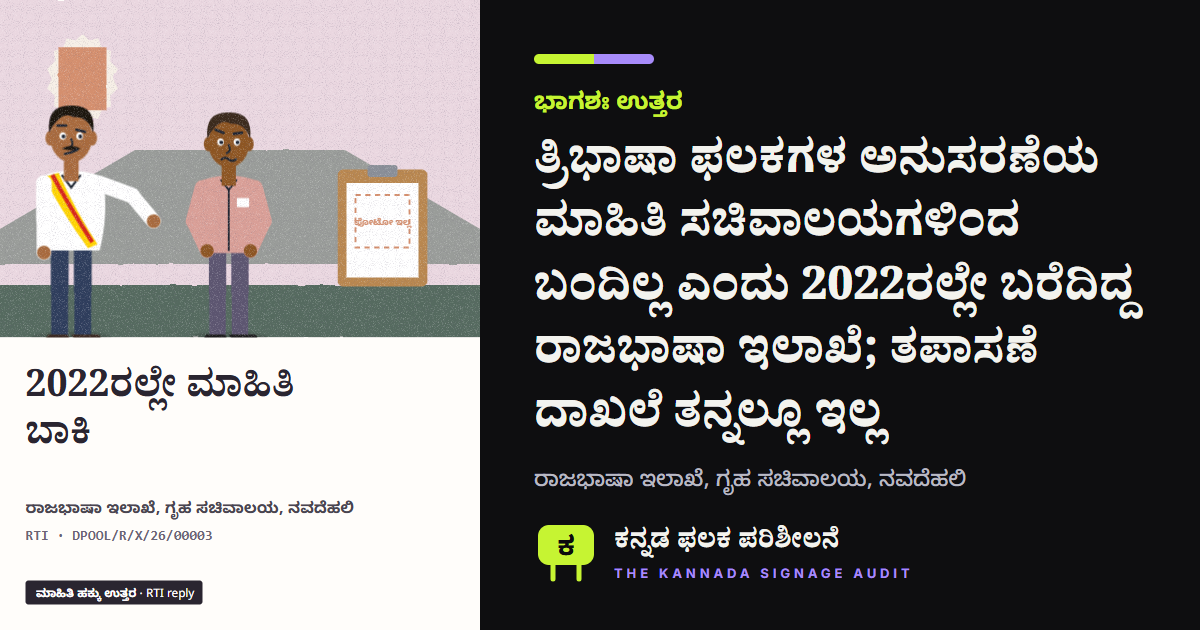 ಫೋಟೋ ಇಲ್ಲ
2022ರಲ್ಲೇ ಮಾಹಿತಿ
ಬಾಕಿ
ರಾಜಭಾಷಾ ಇಲಾಖೆ, ಗೃಹ ಸಚಿವಾಲಯ, ನವದೆಹಲಿ
RTI · DPOOL/R/X/26/00003
ಮಾಹಿತಿ ಹಕ್ಕು ಉತ್ತರ · RTI reply
ಭಾಗಶಃ ಉತ್ತರ
ತ್ರಿಭಾಷಾ ಫಲಕಗಳ ಅನುಸರಣೆಯ
ಮಾಹಿತಿ ಸಚಿವಾಲಯಗಳಿಂದ
ಬಂದಿಲ್ಲ ಎಂದು 2022ರಲ್ಲೇ ಬರೆದಿದ್ದ
ರಾಜಭಾಷಾ ಇಲಾಖೆ; ತಪಾಸಣೆ
ದಾಖಲೆ ತನ್ನಲ್ಲೂ ಇಲ್ಲ
ರಾಜಭಾಷಾ ಇಲಾಖೆ, ಗೃಹ ಸಚಿವಾಲಯ, ನವದೆಹಲಿ
ಕ
ಕನ್ನಡ ಫಲಕ ಪರಿಶೀಲನೆ
THE KANNADA SIGNAGE AUDIT